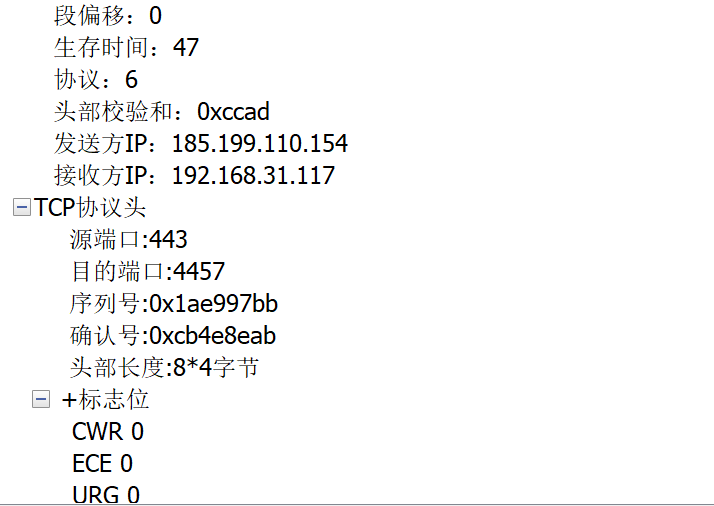 段偏移：0
生存时间：47
协议：6
头部校验和：0xccad
发送方IP：185.199.110.154
接收方IP：192.168.31.117
TCP协议头
源端口:443
目的端口:4457
序列号:0x1ae997bb
确认号:0xcb4e8eab
头部长度:8*4字节
+标志位
CWR 0
ECE 0
URG 0